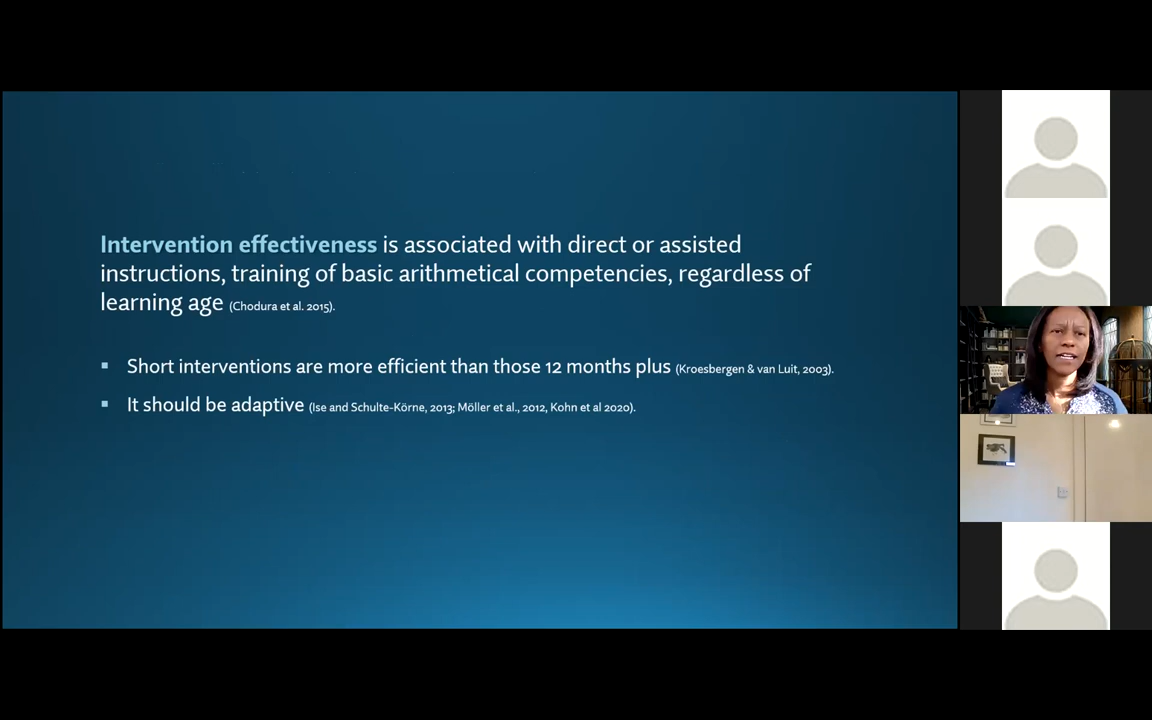 Intervention effectiveness is associated with direct or assisted
instructions, training of basic arithmetical competencies, regardless of
learning age (Chodura et al. 2015).
▪ Short interventions are more efficient than those 12 months plus (Kroesbergen & van Luit, 2003).
▪ It should be adaptive (Ise and Schulte-Körne, 2013; Möller et al., 2012, Kohn et al 2020).